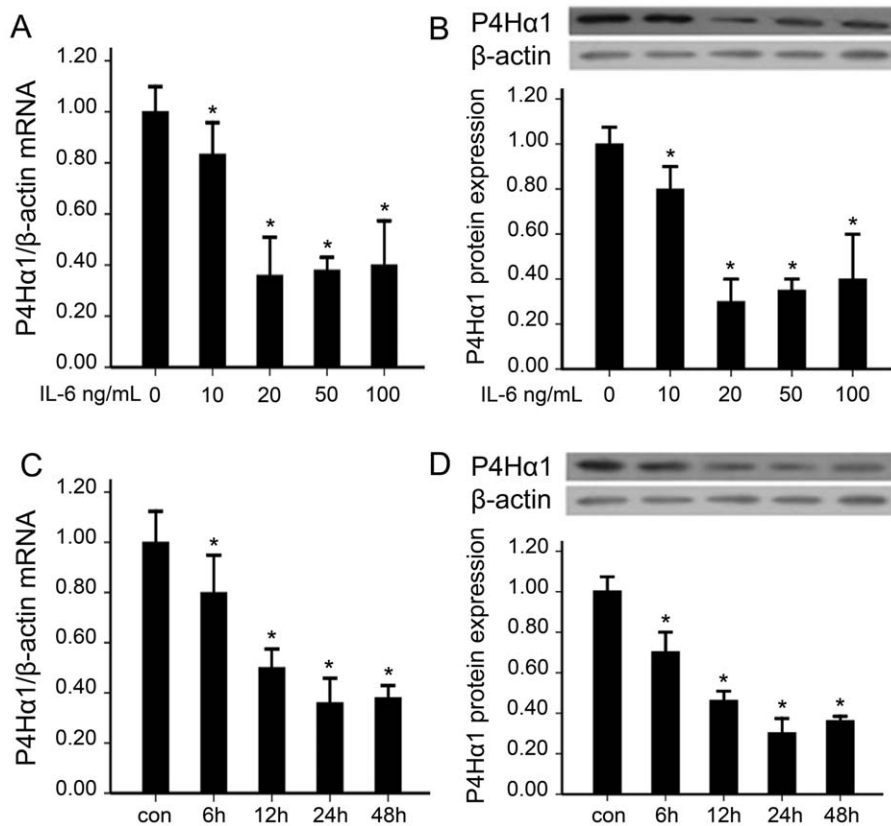 A
P4Hα1/β-actin mRNA
1.20
1.00
0.80
0.60
0.40
0.20
0.00
* * * *
IL-6 ng/mL 0 10 20 50 100
B
P4Hα1
β-actin
P4Hα1 protein expression
1.20
1.00
0.80
0.60
0.40
0.20
0.00
* * * *
IL-6 ng/mL 0 10 20 50 100
C
P4Hα1/β-actin mRNA
1.20
1.00
0.80
0.60
0.40
0.20
0.00
* * * *
con 6h 12h 24h 48h
D
P4Hα1
β-actin
P4Hα1 protein expression
1.20
1.00
0.80
0.60
0.40
0.20
0.00
* * * *
con 6h 12h 24h 48h